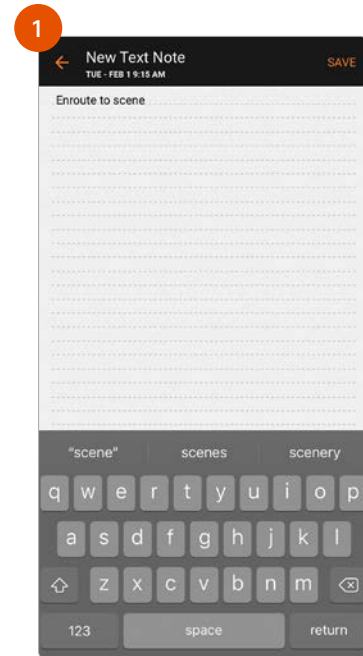 1
New Text Note
TUE - FEB 1 9:15 AM
SAVE
Enroute to scene
"scene" scenes scenery
q w e r t y u i o p
a s d f g h j k l
z x c v b n m
123 space return